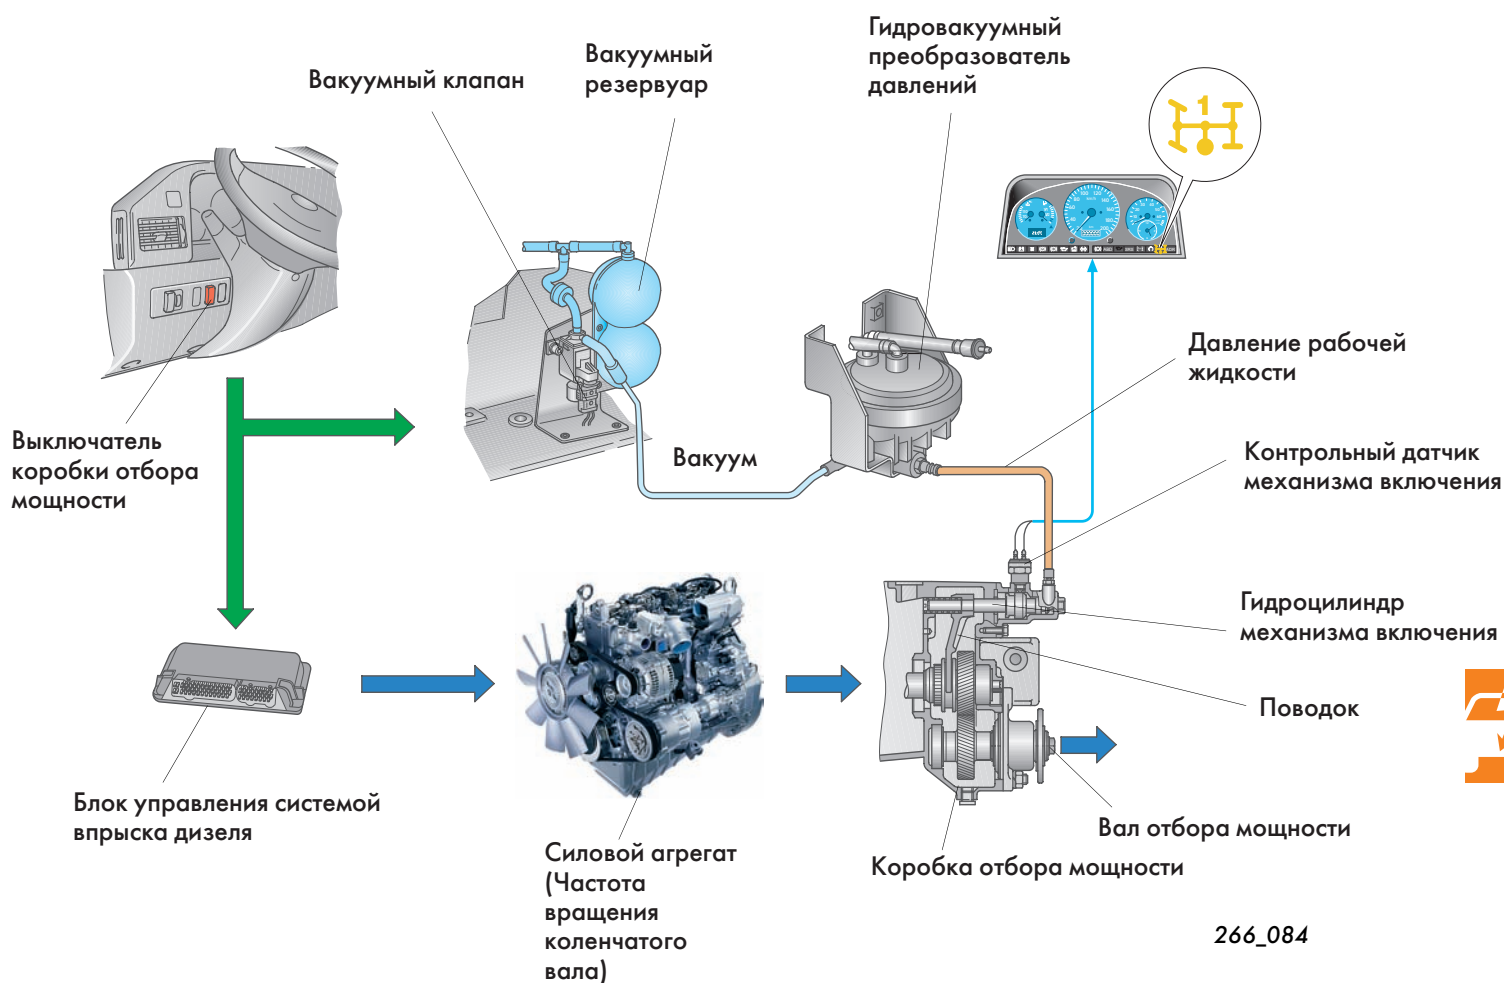 Гидровакуумный
преобразователь
давлений
Вакуумный
резервуар
Вакуумный клапан
1
Давление рабочей
жидкости
Выключатель
коробки отбора
мощности
Вакуум
Контрольный датчик
механизма включения
Гидроцилиндр
механизма включения
Поводок
Блок управления системой
впрыска дизеля
Вал отбора мощности
Силовой агрегат
(Частота
вращения
коленчатого
вала)
Коробка отбора мощности
266_084